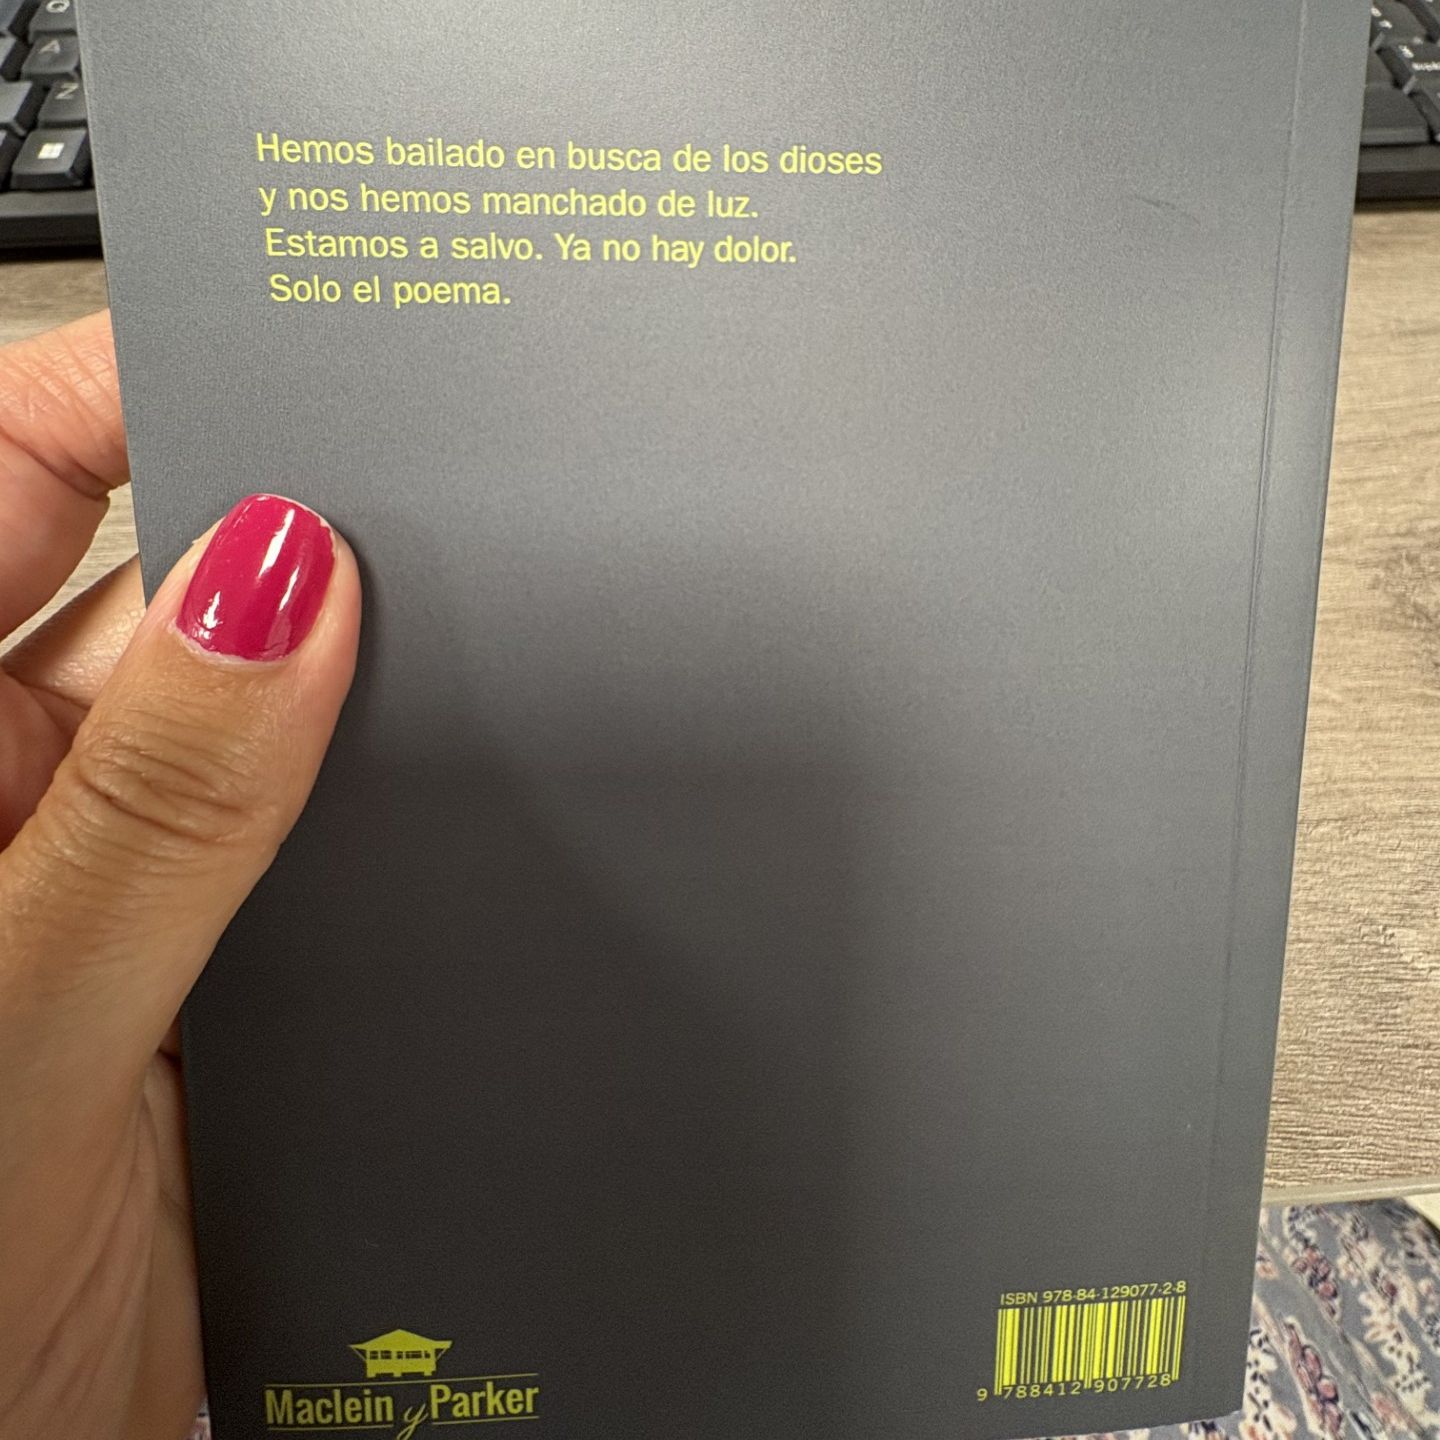 Q
A
Z
Hemos bailado en busca de los dioses
y nos hemos manchado de luz.
Estamos a salvo. Ya no hay dolor.
Solo el poema.
ISBN 978-84-129077-2-8
9 788412 907728
Maclein y Parker